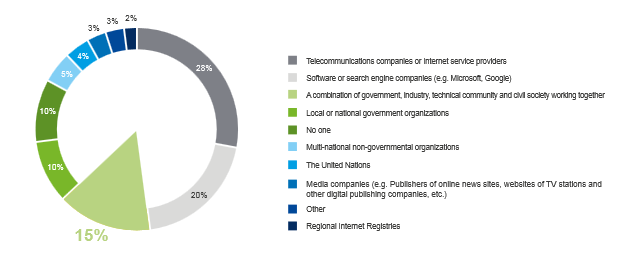 2%
3%
3%
4%
5%
10%
10%
15%
20%
28%
Telecommunications companies or internet service providers
Software or search engine companies (e.g. Microsoft, Google)
A combination of government, industry, technical community and civil society working together
Local or national government organizations
No one
Multi-national non-governmental organizations
The United Nations
Media companies (e.g. Publishers of online news sites, websites of TV stations and
other digital publishing companies, etc.)
Other
Regional Internet Registries